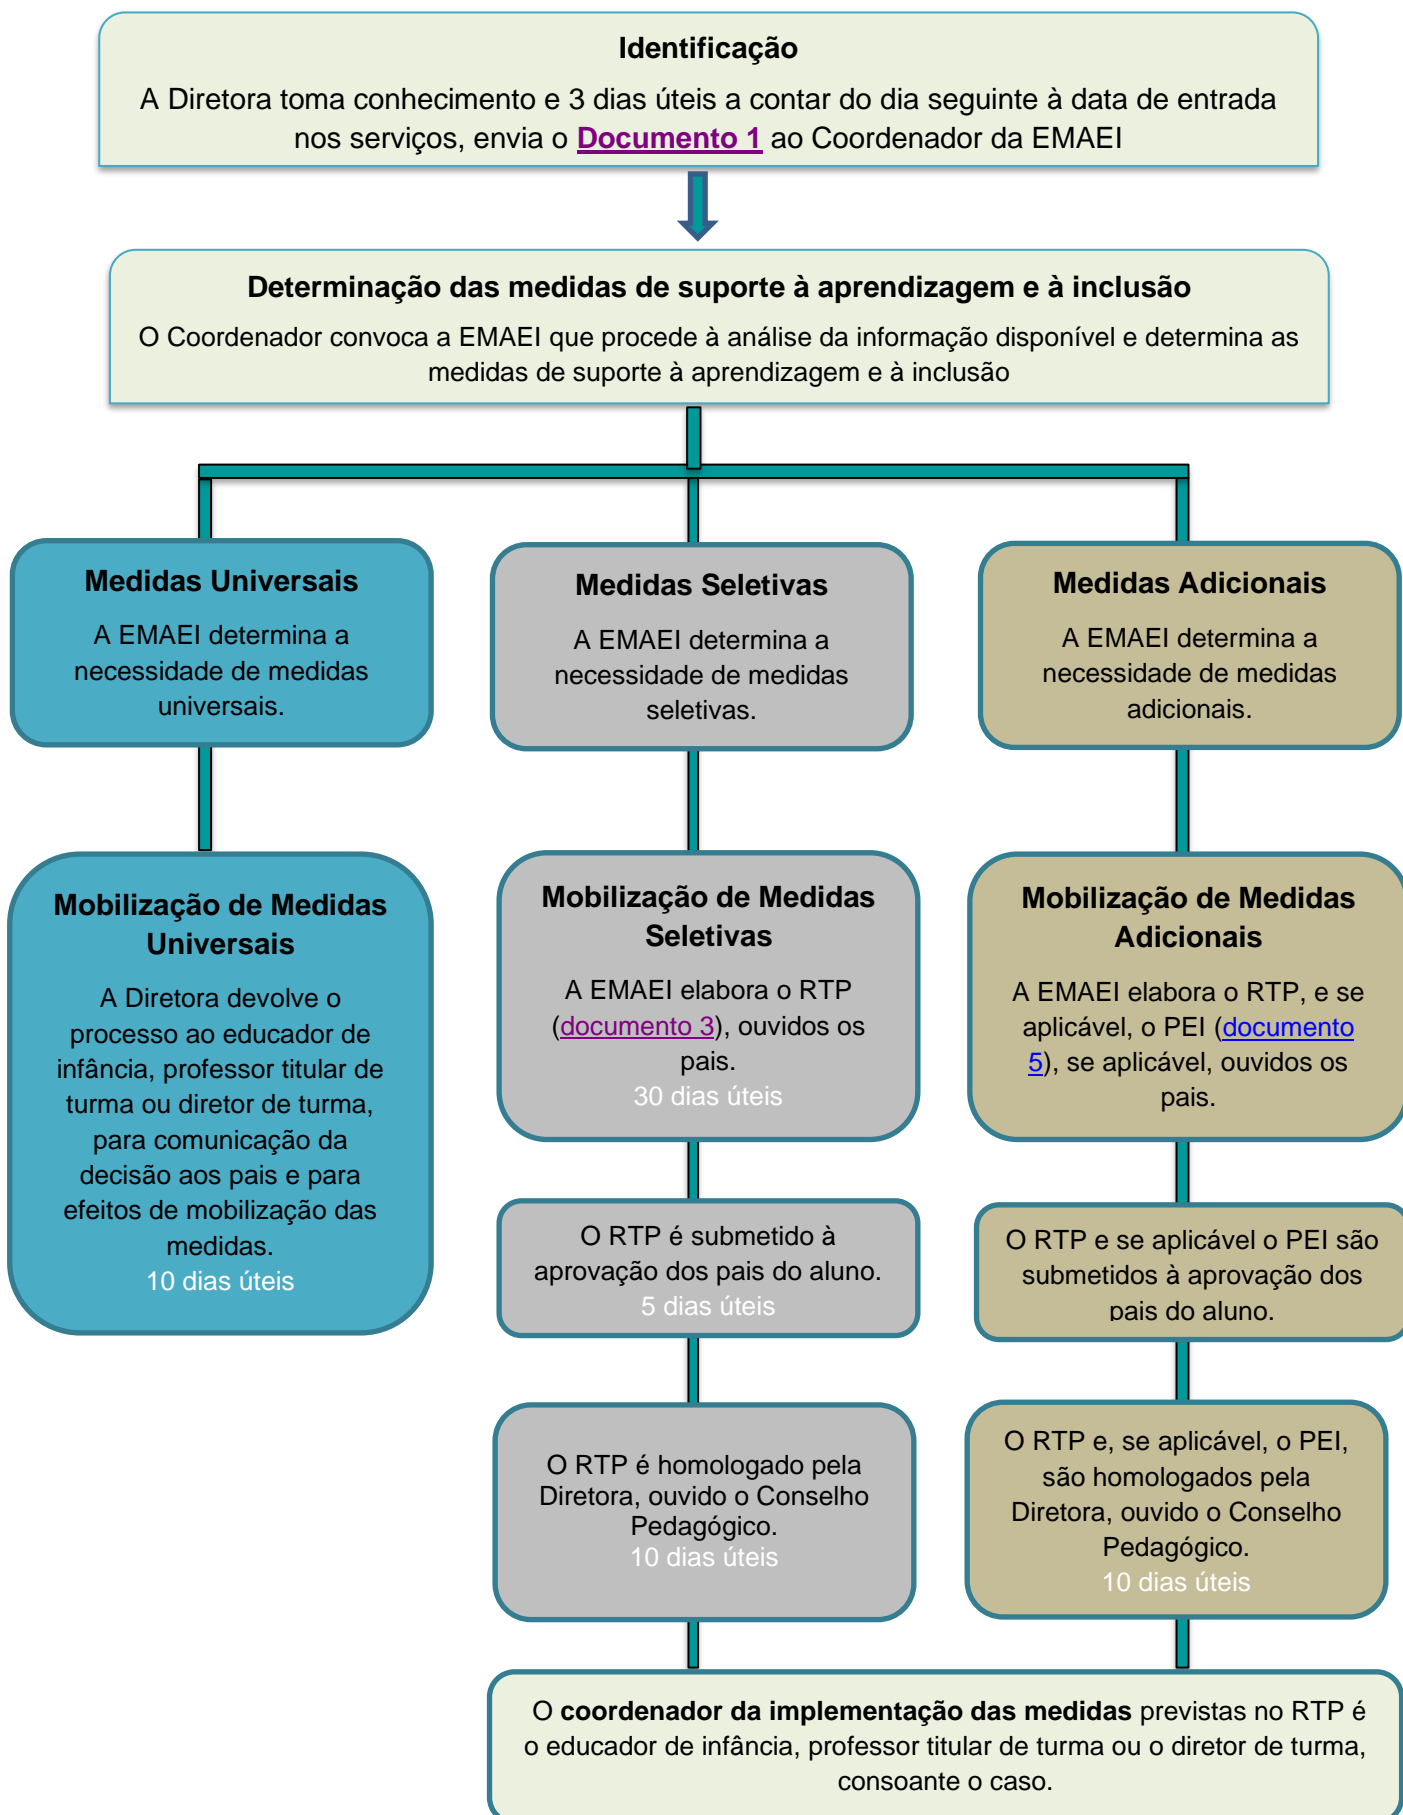 Identificação
A Diretora toma conhecimento e 3 dias úteis a contar do dia seguinte à data de entrada
nos serviços, envia o Documento 1 ao Coordenador da EMAEI
Determinação das medidas de suporte à aprendizagem e à inclusão
O Coordenador convoca a EMAEI que procede à análise da informação disponível e determina as
medidas de suporte à aprendizagem e à inclusão
Medidas Universais
A EMAEI determina a
necessidade de medidas
universais.
Medidas Seletivas
A EMAEI determina a
necessidade de medidas
seletivas.
Medidas Adicionais
A EMAEI determina a
necessidade de medidas
adicionais.
Mobilização de Medidas
Universais
A Diretora devolve o
processo ao educador de
infância, professor titular de
turma ou diretor de turma,
para comunicação da
decisão aos pais e para
efeitos de mobilização das
medidas.
10 dias úteis
Mobilização de Medidas
Seletivas
A EMAEI elabora o RTP
(documento 3), ouvidos os
pais.
30 dias úteis
Mobilização de Medidas
Adicionais
A EMAEI elabora o RTP, e se
aplicável, o PEI (documento
5), se aplicável, ouvidos os
pais.
O RTP é submetido à
aprovação dos pais do aluno.
5 dias úteis
O RTP e se aplicável o PEI são
submetidos à aprovação dos
pais do aluno.
O RTP é homologado pela
Diretora, ouvido o Conselho
Pedagógico.
10 dias úteis
O RTP e, se aplicável, o PEI,
são homologados pela
Diretora, ouvido o Conselho
Pedagógico.
10 dias úteis
O coordenador da implementação das medidas previstas no RTP é
o educador de infância, professor titular de turma ou o diretor de turma,
consoante o caso.